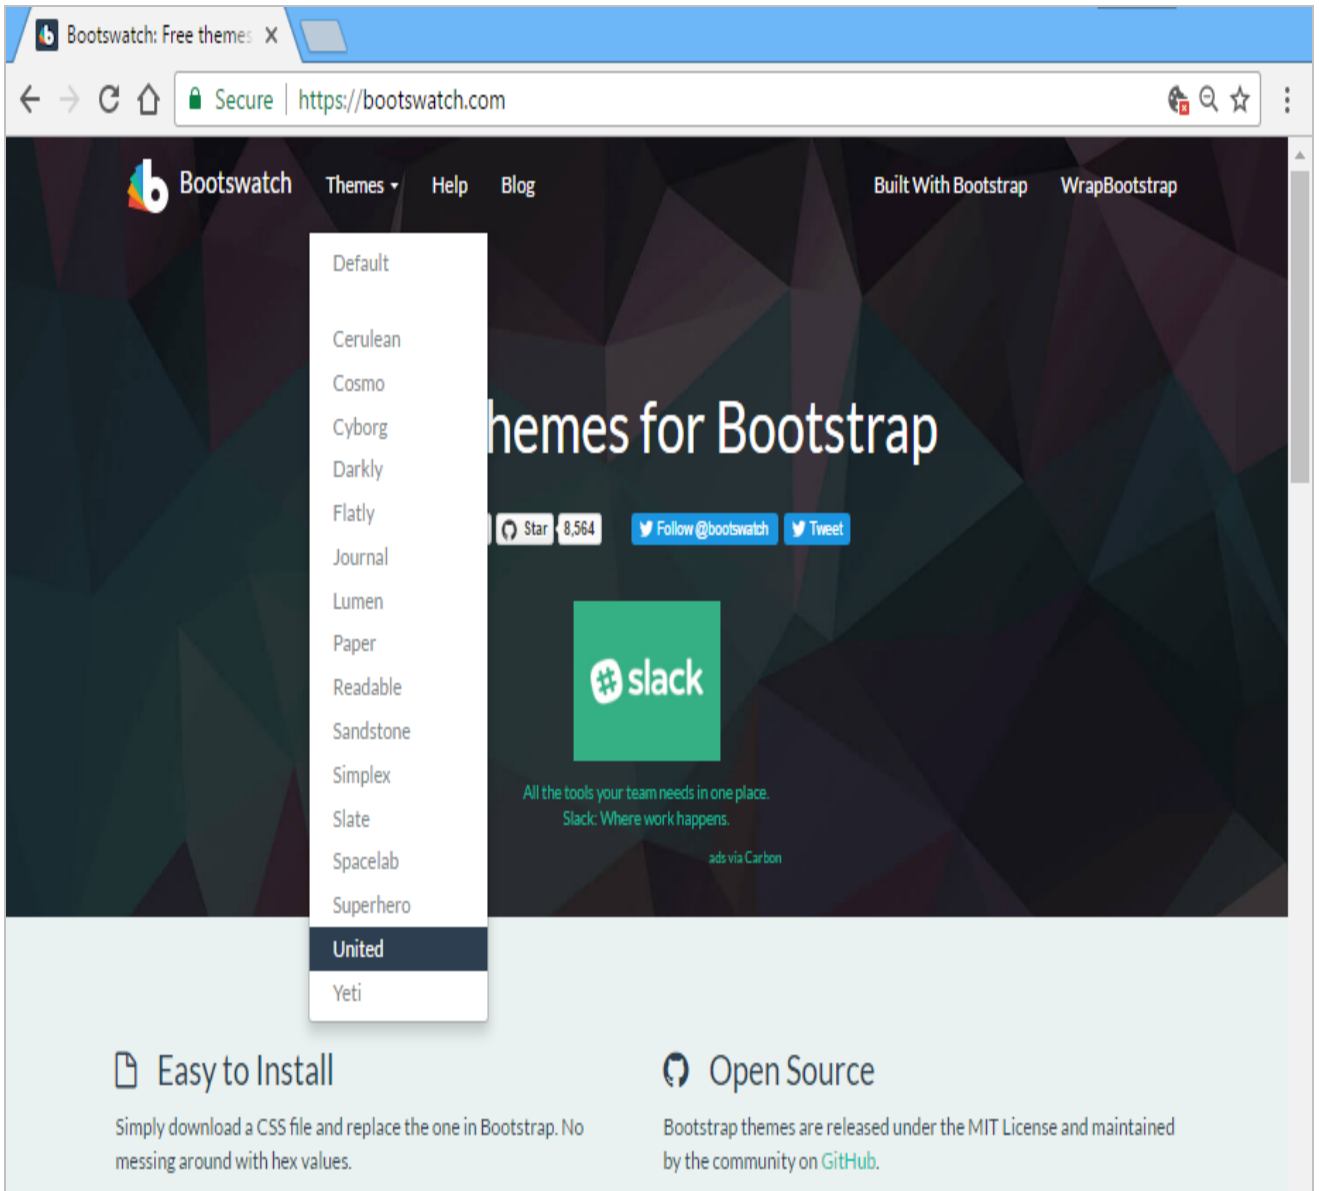 Bootswatch: Free themes
Secure https://bootswatch.com
Bootswatch Themes Help Blog Built With Bootstrap WrapBootstrap
Default
Cerulean
Cosmo
Cyborg
Darkly
Flatly
Journal
Lumen
Paper
Readable
Sandstone
Simplex
Slate
Spacelab
Superhero
United
Yeti
hemes for Bootstrap
Star 8,564 Follow @bootswatch Tweet
slack
All the tools your team needs in one place.
Slack: Where work happens.
ads via Carbon
Easy to Install
Simply download a CSS file and replace the one in Bootstrap. No
messing around with hex values.
Open Source
Bootstrap themes are released under the MIT License and maintained
by the community on GitHub.